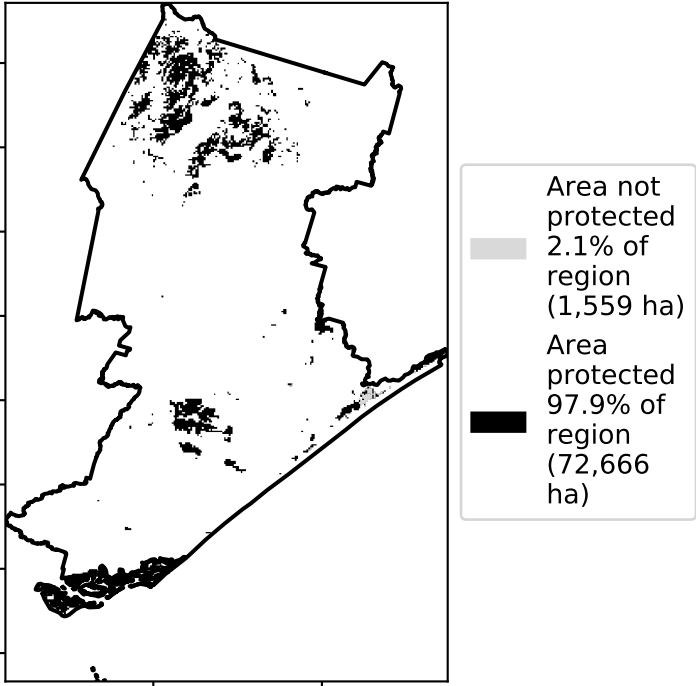 Area not
protected
2.1% of
region
(1,559 ha)
Area
protected
97.9% of
region
(72,666
ha)